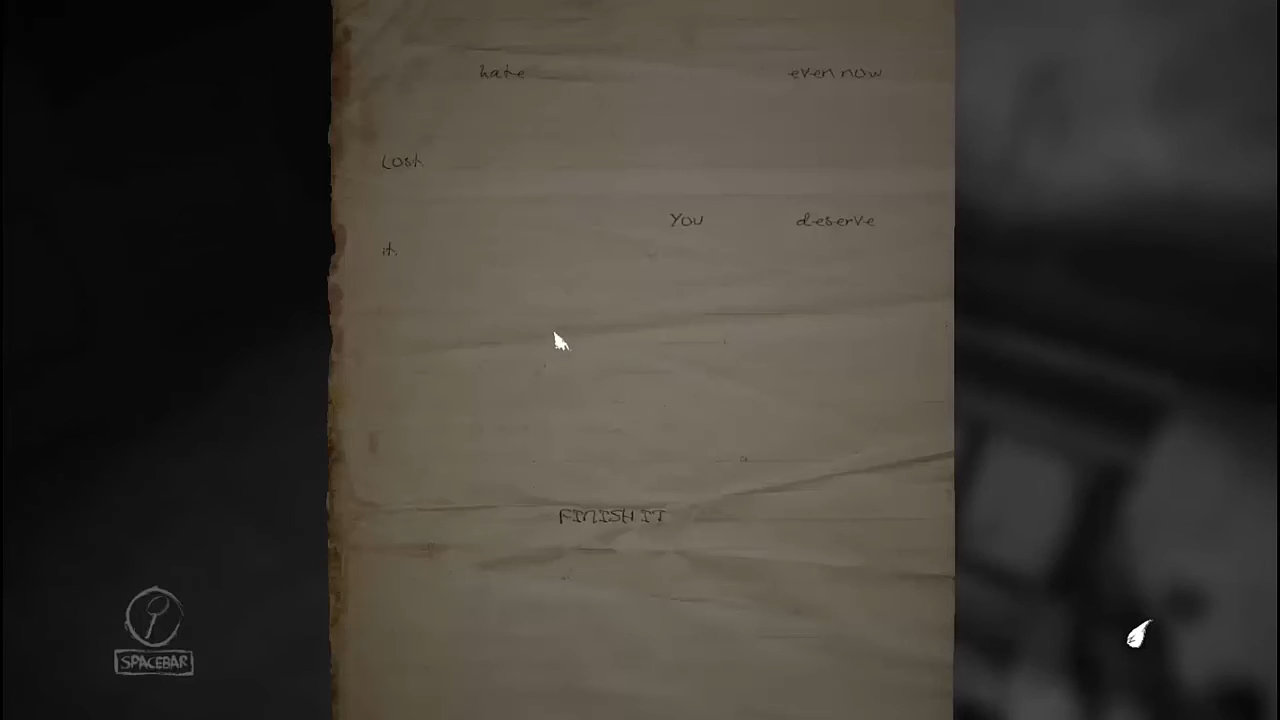 hate even now
Lost
You deserve
it.
FINISH IT
SPACEBAR